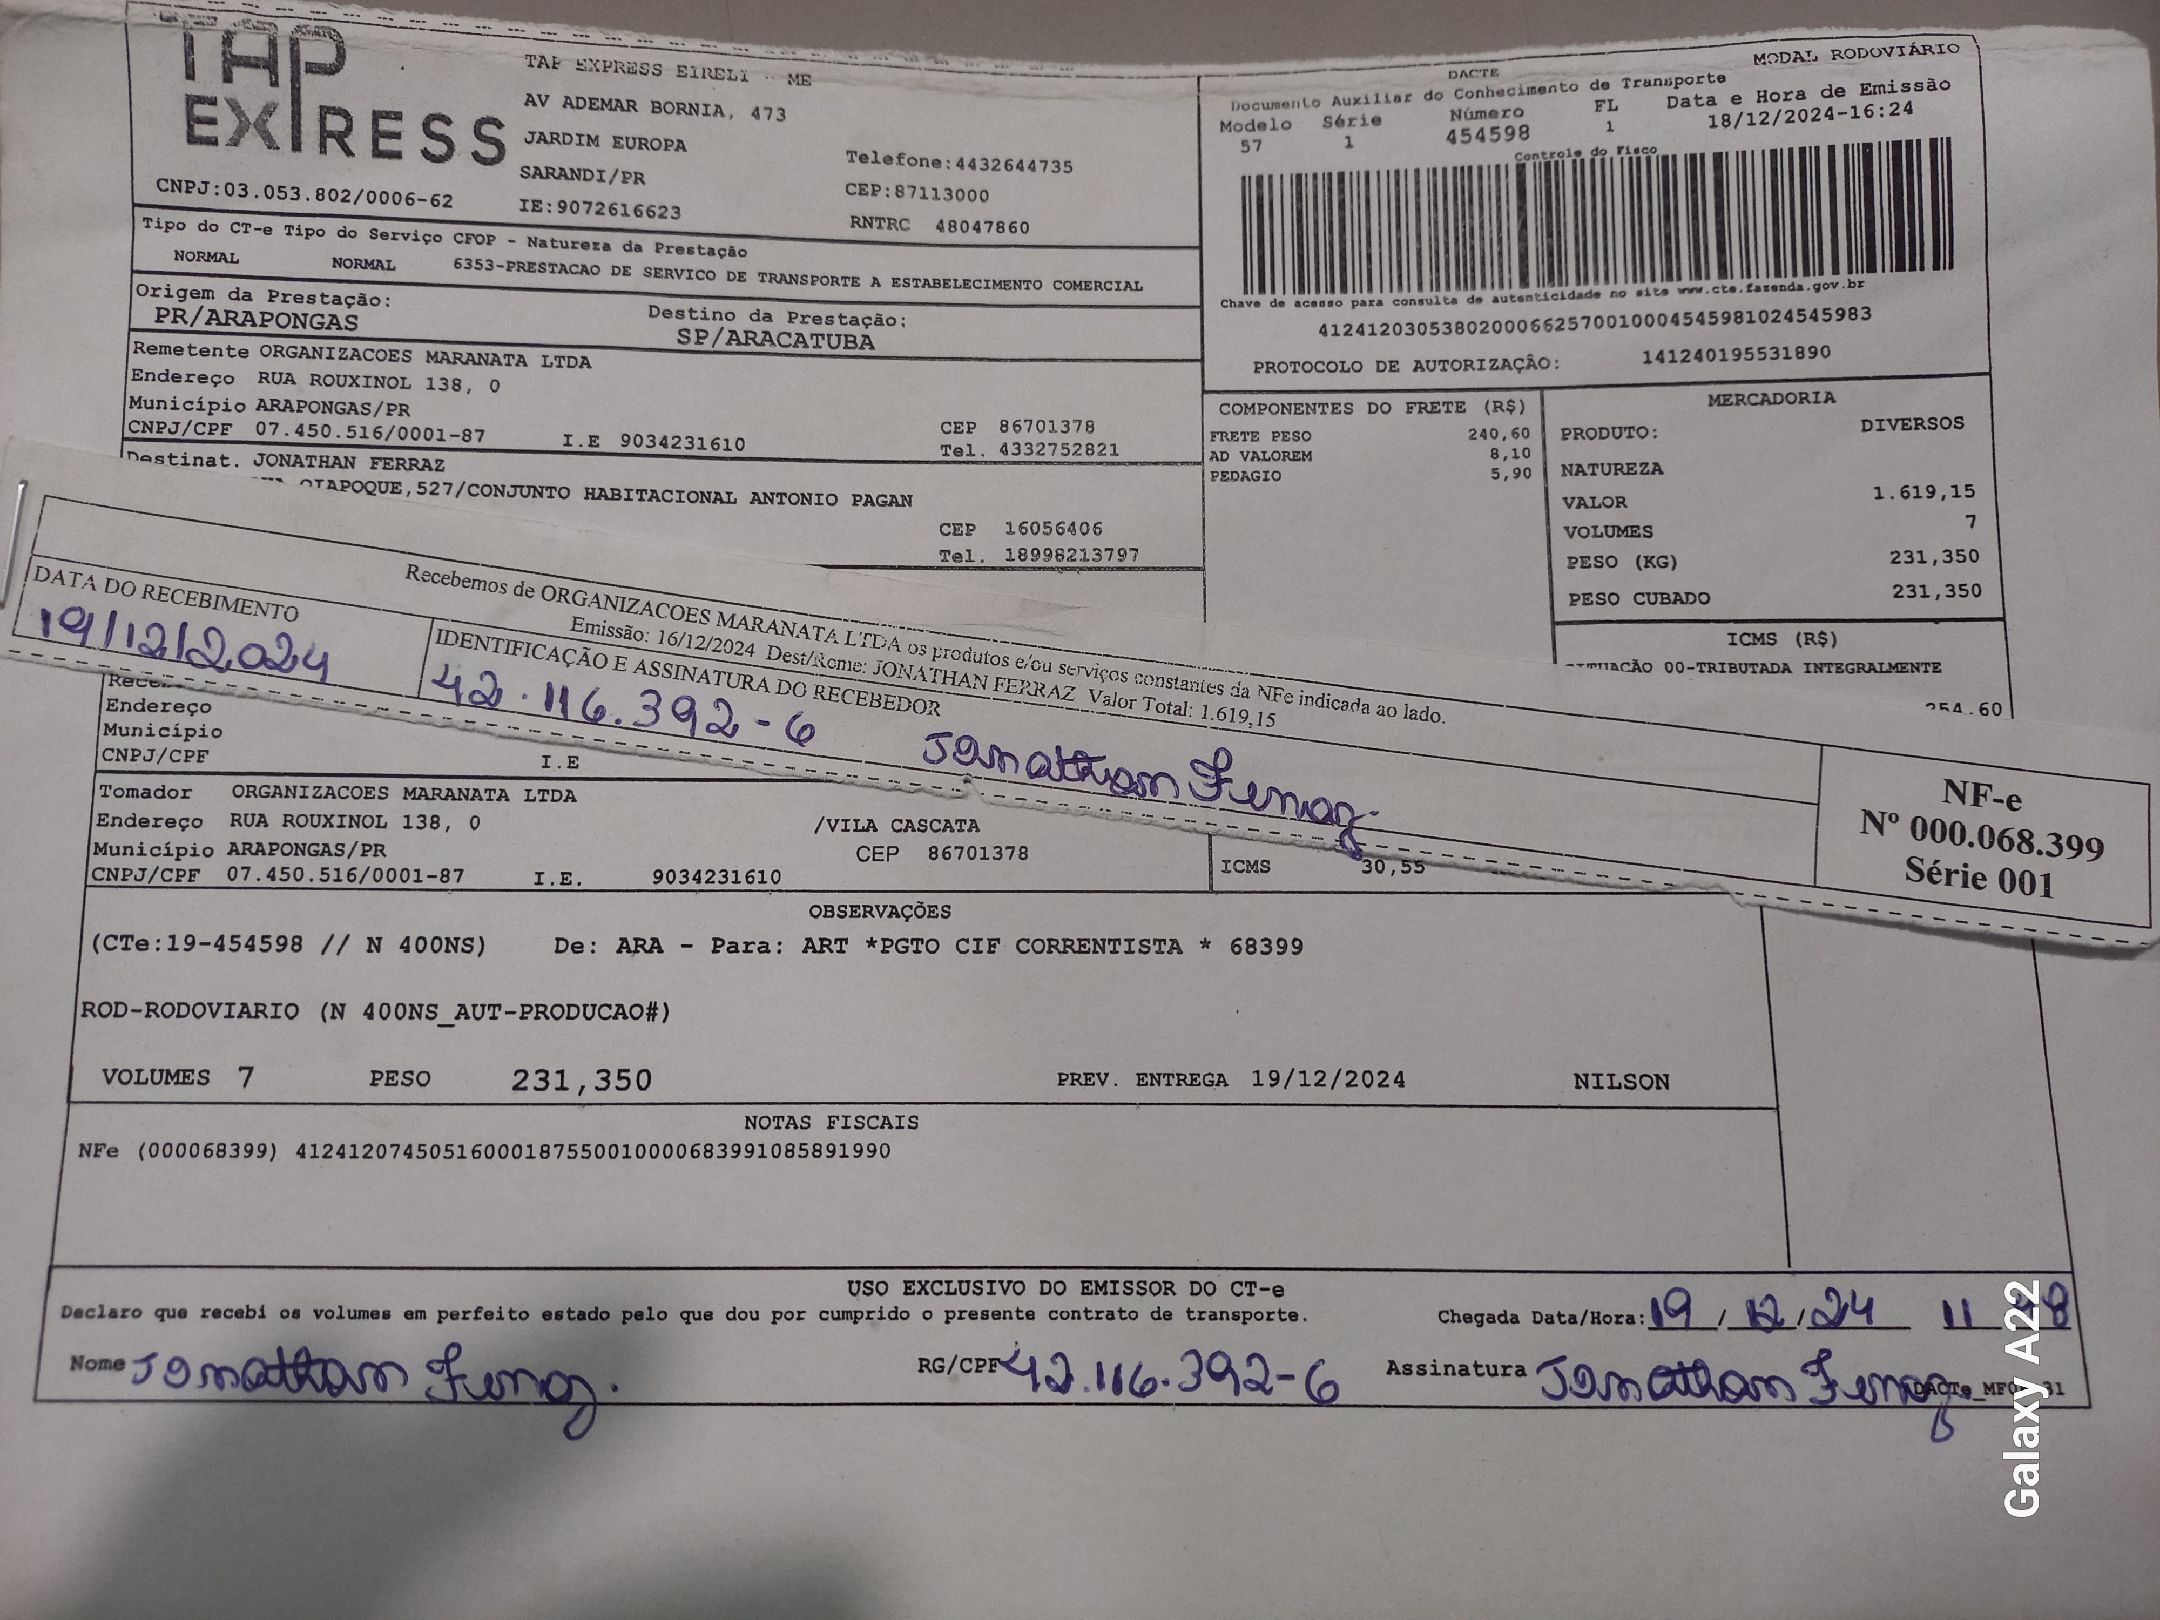 TAP
EXPRESS
CNPJ:03.053.802/0006-62
TAP EXPRESS EIRELI - ME
AV ADEMAR BORNIA, 473
JARDIM EUROPA
SARANDI/PR
IE:9072616623
Telefone:4432644735
CEP:87113000
RNTRC 48047860
MODAL RODOVIÁRIO
DACTE
Documento Auxiliar do Conhecimento de Transporte
Modelo Série Número FL Data e Hora de Emissão
57 1 454598 1 18/12/2024-16:24
Controle do Fisco
Chave de acesso para consulta de autenticidade no site www.cte.fazenda.gov.br
41241203053802000662570010004545981024545983
PROTOCOLO DE AUTORIZAÇÃO: 141240195531890
Tipo do CT-e Tipo do Serviço CFOP - Natureza da Prestação
NORMAL NORMAL 6353-PRESTACAO DE SERVICO DE TRANSPORTE A ESTABELECIMENTO COMERCIAL
Origem da Prestação: Destino da Prestação:
PR/ARAPONGAS SP/ARACATUBA
Remetente ORGANIZACOES MARANATA LTDA
Endereço RUA ROUXINOL 138, 0
Município ARAPONGAS/PR CEP 86701378
CNPJ/CPF 07.450.516/0001-87 I.E 9034231610 Tel. 4332752821
Destinat. JONATHAN FERRAZ
OIAPOQUE,527/CONJUNTO HABITACIONAL ANTONIO PAGAN
CEP 16056406
Tel. 18998213797
COMPONENTES DO FRETE (R$)
FRETE PESO 240,60
AD VALOREM 8,10
PEDAGIO 5,90
MERCADORIA
PRODUTO: DIVERSOS
NATUREZA
VALOR 1.619,15
VOLUMES 7
PESO (KG) 231,350
PESO CUBADO 231,350
ICMS (R$)
SITUAÇÃO 00-TRIBUTADA INTEGRALMENTE
254,60
Recebemos de ORGANIZACOES MARANATA LTDA os produtos e/ou serviços constantes da NFe indicada ao lado.
Emissão: 16/12/2024 Dest/Reme: JONATHAN FERRAZ Valor Total: 1.619,15
DATA DO RECEBIMENTO
19/12/2024
IDENTIFICAÇÃO E ASSINATURA DO RECEBEDOR
42.116.392-6 Jonathan Ferraz
NF-e
Nº 000.068.399
Série 001
Endereço
Município
CNPJ/CPF I.E
Tomador ORGANIZACOES MARANATA LTDA
Endereço RUA ROUXINOL 138, 0 /VILA CASCATA
Município ARAPONGAS/PR CEP 86701378
CNPJ/CPF 07.450.516/0001-87 I.E. 9034231610
ICMS 30,55
OBSERVAÇÕES
(CTe:19-454598 // N 400NS) De: ARA - Para: ART *PGTO CIF CORRENTISTA * 68399
ROD-RODOVIARIO (N 400NS_AUT-PRODUCAO#)
VOLUMES 7 PESO 231,350 PREV. ENTREGA 19/12/2024 NILSON
NOTAS FISCAIS
NFe (000068399) 41241207450516000187550010000683991085891990
USO EXCLUSIVO DO EMISSOR DO CT-e
Declaro que recebi os volumes em perfeito estado pelo que dou por cumprido o presente contrato de transporte. Chegada Data/Hora: 19/12/24 11
Nome Jonathan Ferraz. RG/CPF 42.116.392-6 Assinatura Jonathan Ferraz
Galaxy A22